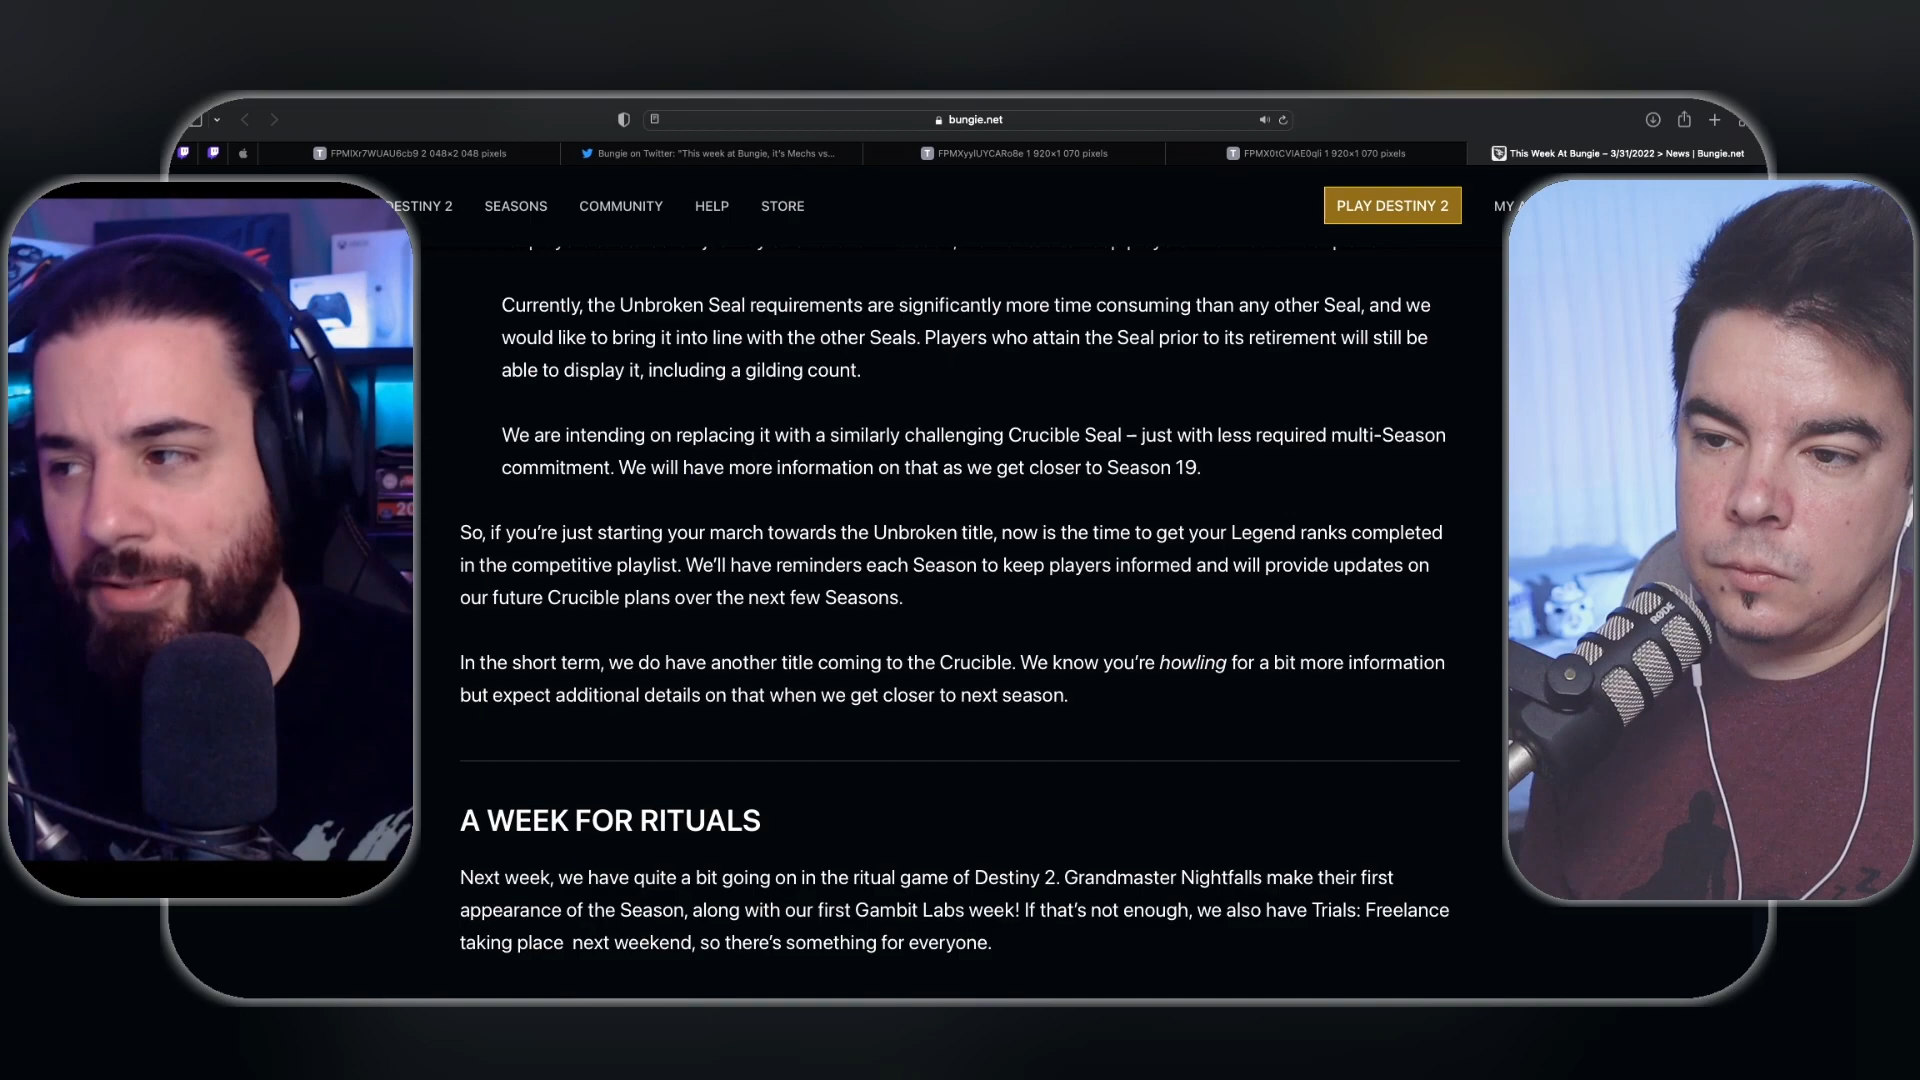 bungie.net
FPMIXr7WUAU6cb9 2 048×2 048 pixels
Bungie on Twitter: "This week at Bungie, it's Mechs vs...
FPMXyyIUYCARo8e 1 920×1 070 pixels
FPMX0tCVIAE0qli 1 920×1 070 pixels
This Week At Bungie – 3/31/2022 > News | Bungie.net
DESTINY 2
SEASONS
COMMUNITY
HELP
STORE
PLAY DESTINY 2
MY
Currently, the Unbroken Seal requirements are significantly more time consuming than any other Seal, and we
would like to bring it into line with the other Seals. Players who attain the Seal prior to its retirement will still be
able to display it, including a gilding count.
We are intending on replacing it with a similarly challenging Crucible Seal – just with less required multi-Season
commitment. We will have more information on that as we get closer to Season 19.
So, if you're just starting your march towards the Unbroken title, now is the time to get your Legend ranks completed
in the competitive playlist. We'll have reminders each Season to keep players informed and will provide updates on
our future Crucible plans over the next few Seasons.
In the short term, we do have another title coming to the Crucible. We know you're howling for a bit more information
but expect additional details on that when we get closer to next season.
A WEEK FOR RITUALS
Next week, we have quite a bit going on in the ritual game of Destiny 2. Grandmaster Nightfalls make their first
appearance of the Season, along with our first Gambit Labs week! If that's not enough, we also have Trials: Freelance
taking place next weekend, so there's something for everyone.
XBOX
RØDE